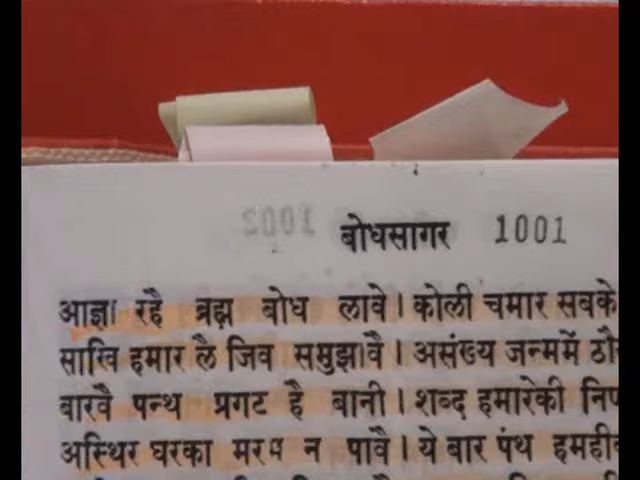 बोधसागर 1001
आज्ञा रहै ब्रह्म बोध लावे । कोली चमार सबके
साखि हमार लै जिव समुझावै । असंख्य जन्ममें
बारवै पन्थ प्रगट है बानी । शब्द हमारेकी
अस्थिर घरका मरम न पावै । ये बार पंथ